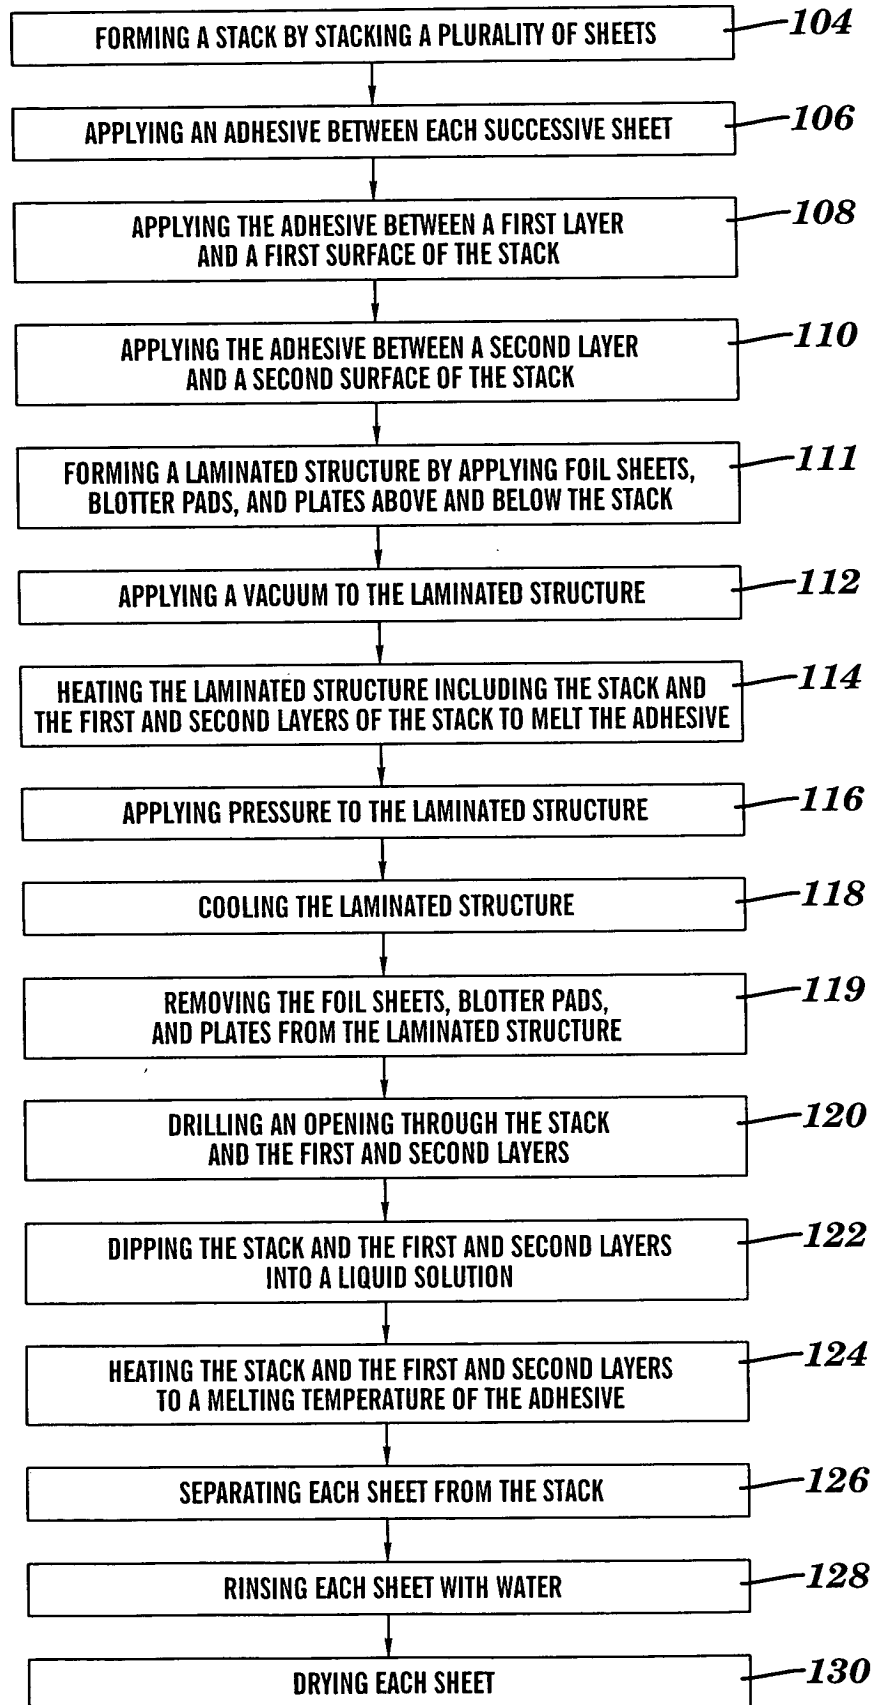 FORMING A STACK BY STACKING A PLURALITY OF SHEETS
104
APPLYING AN ADHESIVE BETWEEN EACH SUCCESSIVE SHEET
106
APPLYING THE ADHESIVE BETWEEN A FIRST LAYER
AND A FIRST SURFACE OF THE STACK
108
APPLYING THE ADHESIVE BETWEEN A SECOND LAYER
AND A SECOND SURFACE OF THE STACK
110
FORMING A LAMINATED STRUCTURE BY APPLYING FOIL SHEETS,
BLOTTER PADS, AND PLATES ABOVE AND BELOW THE STACK
111
APPLYING A VACUUM TO THE LAMINATED STRUCTURE
112
HEATING THE LAMINATED STRUCTURE INCLUDING THE STACK AND
THE FIRST AND SECOND LAYERS OF THE STACK TO MELT THE ADHESIVE
114
APPLYING PRESSURE TO THE LAMINATED STRUCTURE
116
COOLING THE LAMINATED STRUCTURE
118
REMOVING THE FOIL SHEETS, BLOTTER PADS,
AND PLATES FROM THE LAMINATED STRUCTURE
119
DRILLING AN OPENING THROUGH THE STACK
AND THE FIRST AND SECOND LAYERS
120
DIPPING THE STACK AND THE FIRST AND SECOND LAYERS
INTO A LIQUID SOLUTION
122
HEATING THE STACK AND THE FIRST AND SECOND LAYERS
TO A MELTING TEMPERATURE OF THE ADHESIVE
124
SEPARATING EACH SHEET FROM THE STACK
126
RINSING EACH SHEET WITH WATER
128
DRYING EACH SHEET
130